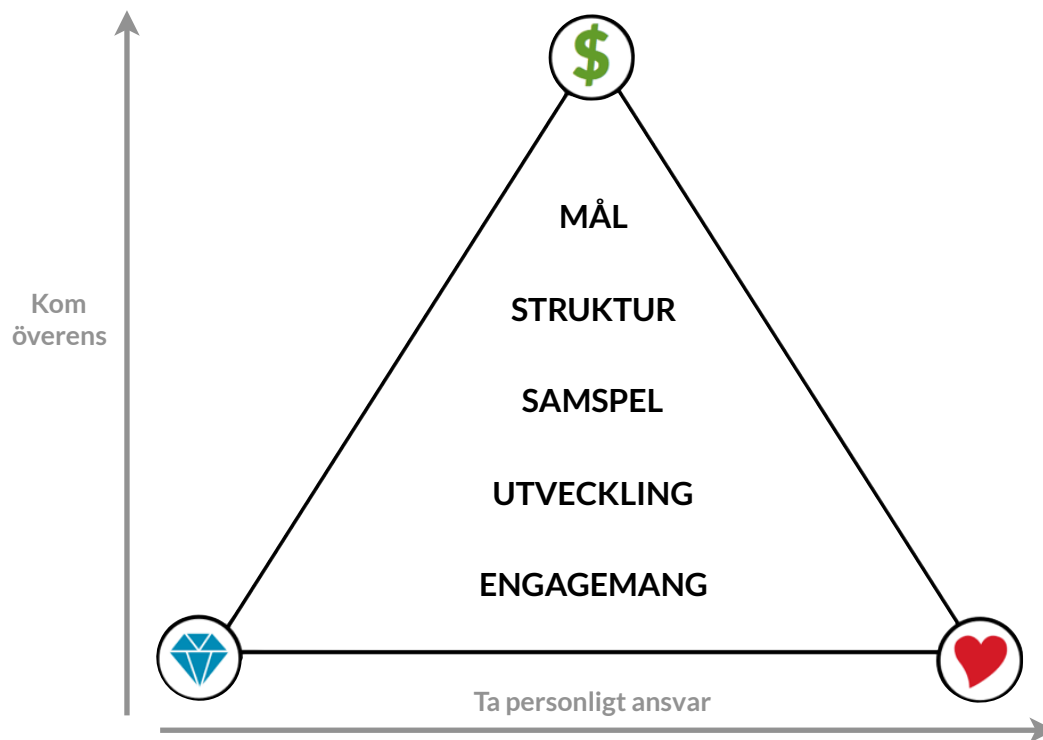 $
MÅL
STRUKTUR
Kom
överens
SAMSPEL
UTVECKLING
ENGAGEMANG
Ta personligt ansvar